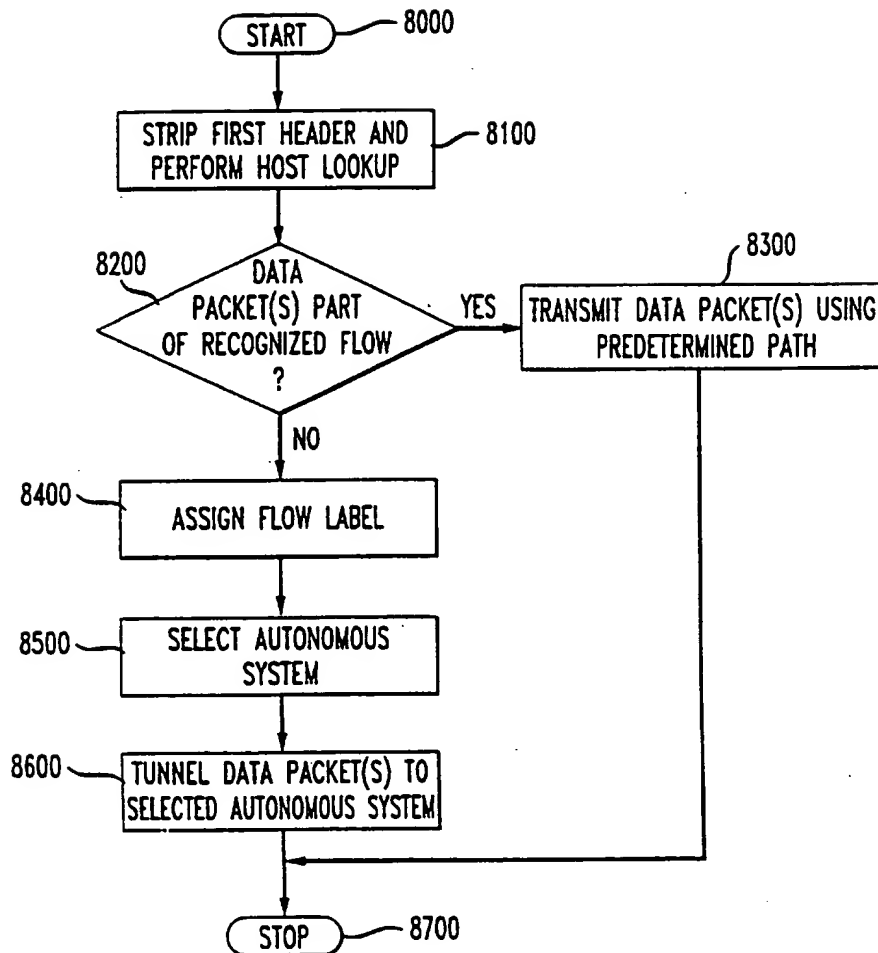 START
8000
STRIP FIRST HEADER AND
PERFORM HOST LOOKUP
8100
8200
DATA
PACKET(S) PART
OF RECOGNIZED FLOW
?
YES
8300
TRANSMIT DATA PACKET(S) USING
PREDETERMINED PATH
NO
8400
ASSIGN FLOW LABEL
8500
SELECT AUTONOMOUS
SYSTEM
8600
TUNNEL DATA PACKET(S) TO
SELECTED AUTONOMOUS SYSTEM
STOP
8700